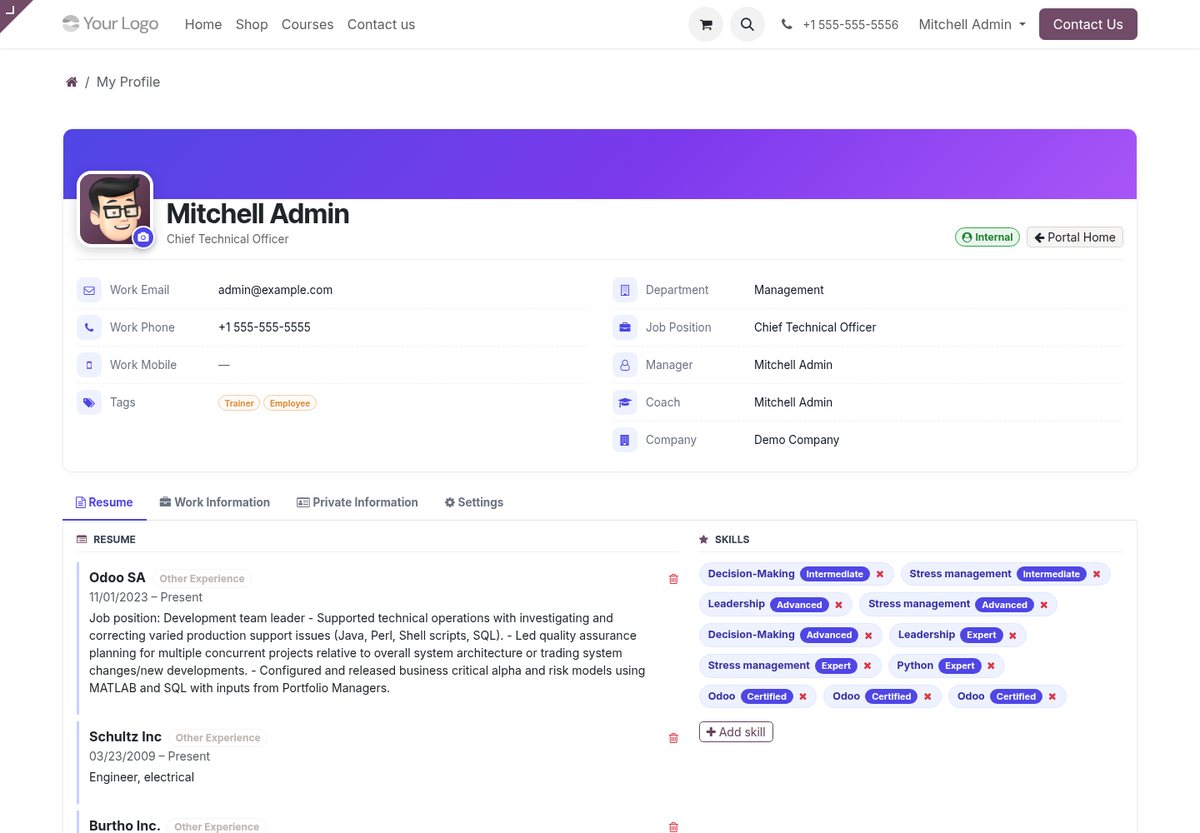 Your Logo Home Shop Courses Contact us +1 555-555-5556 Mitchell Admin Contact Us
/ My Profile
Mitchell Admin
Chief Technical Officer
Internal
Portal Home
Work Email admin@example.com
Work Phone +1 555-555-5555
Work Mobile —
Tags Trainer Employee
Department Management
Job Position Chief Technical Officer
Manager Mitchell Admin
Coach Mitchell Admin
Company Demo Company
Resume Work Information Private Information Settings
RESUME
Odoo SA Other Experience
11/01/2023 – Present
Job position: Development team leader - Supported technical operations with investigating and
correcting varied production support issues (Java, Perl, Shell scripts, SQL). - Led quality assurance
planning for multiple concurrent projects relative to overall system architecture or trading system
changes/new developments. - Configured and released business critical alpha and risk models using
MATLAB and SQL with inputs from Portfolio Managers.
Schultz Inc Other Experience
03/23/2009 – Present
Engineer, electrical
Burtho Inc. Other Experience
SKILLS
Decision-Making Intermediate Stress management Intermediate
Leadership Advanced Stress management Advanced
Decision-Making Advanced Leadership Expert
Stress management Expert Python Expert
Odoo Certified Odoo Certified Odoo Certified
Add skill